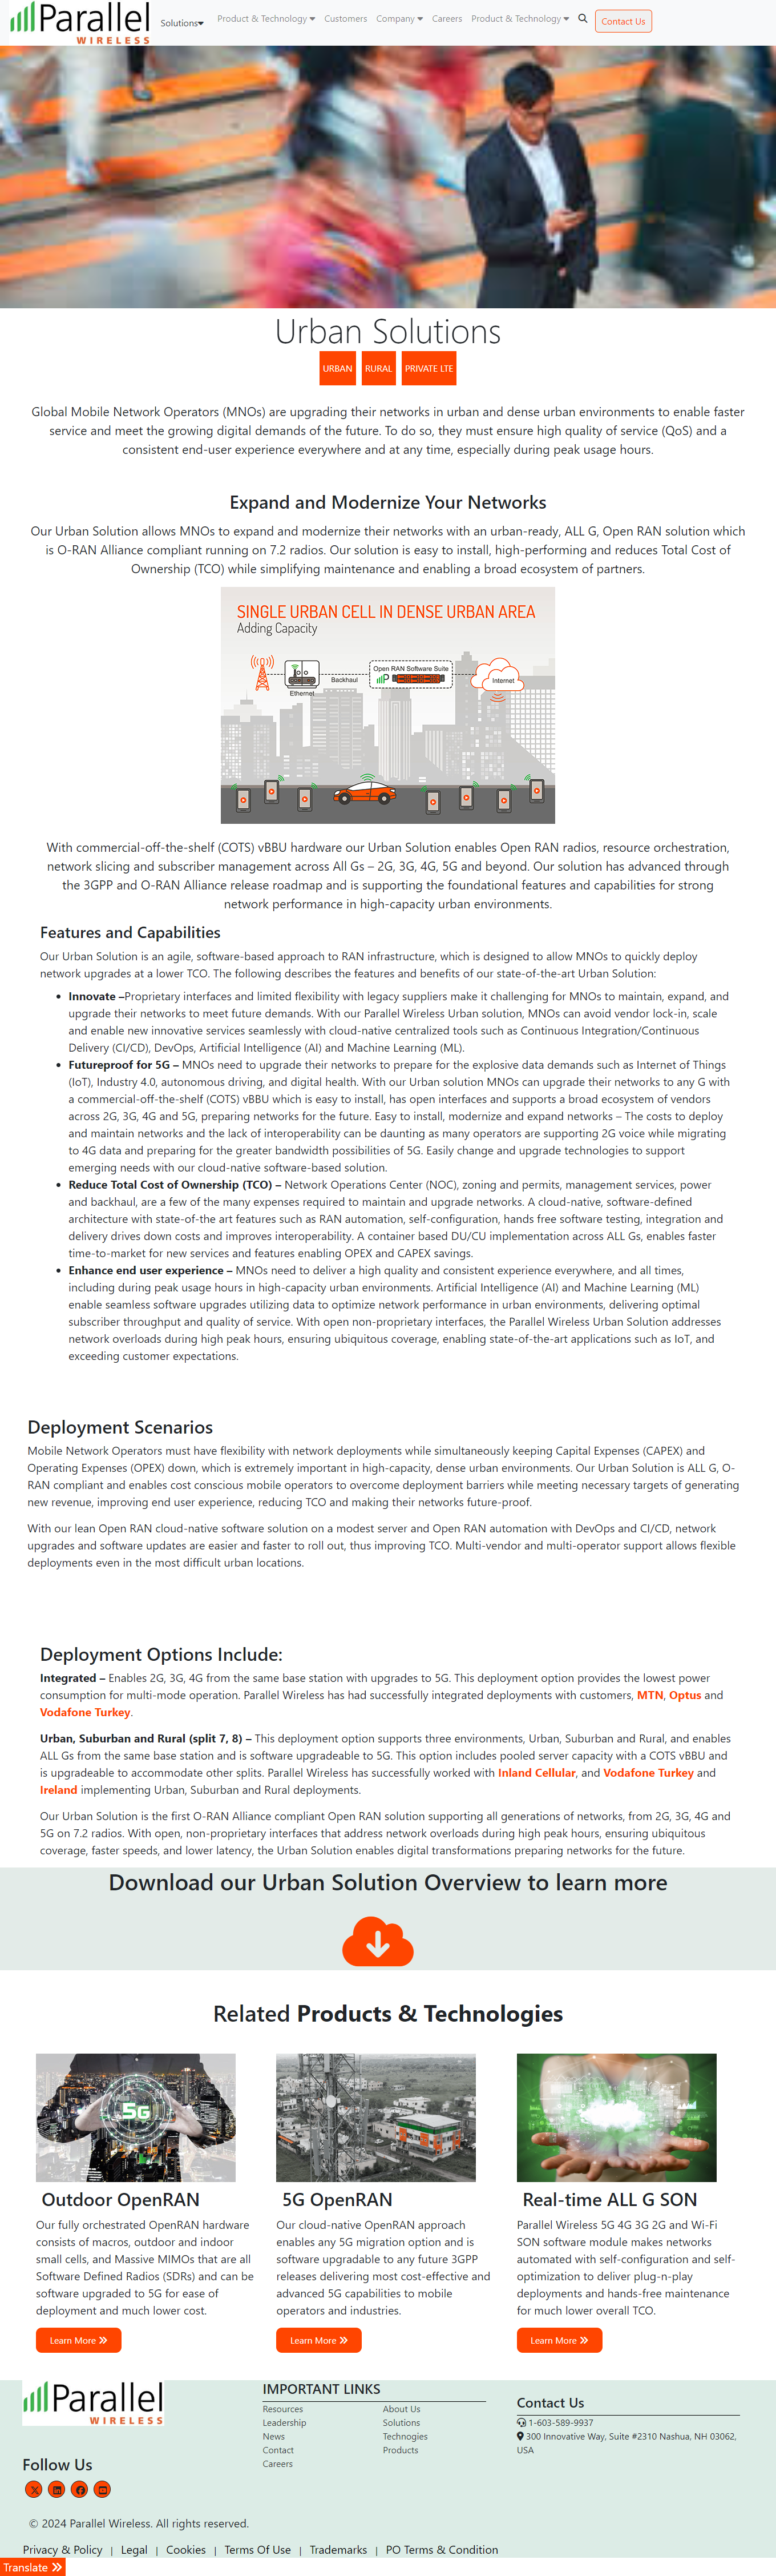 Parallel
WIRELESS
Solutions
Product & Technology
Customers
Company
Careers
Product & Technology
Contact Us
Urban Solutions
URBAN
RURAL
PRIVATE LTE
Global Mobile Network Operators (MNOs) are upgrading their networks in urban and dense urban environments to enable faster
service and meet the growing digital demands of the future. To do so, they must ensure high quality of service (QoS) and a
consistent end-user experience everywhere and at any time, especially during peak usage hours.
Expand and Modernize Your Networks
Our Urban Solution allows MNOs to expand and modernize their networks with an urban-ready, ALL G, Open RAN solution which
is O-RAN Alliance compliant running on 7.2 radios. Our solution is easy to install, high-performing and reduces Total Cost of
Ownership (TCO) while simplifying maintenance and enabling a broad ecosystem of partners.
SINGLE URBAN CELL IN DENSE URBAN AREA
Adding Capacity
Ethernet
Backhaul
Open RAN Software Suite
Internet
With commercial-off-the-shelf (COTS) vBBU hardware our Urban Solution enables Open RAN radios, resource orchestration,
network slicing and subscriber management across All Gs – 2G, 3G, 4G, 5G and beyond. Our solution has advanced through
the 3GPP and O-RAN Alliance release roadmap and is supporting the foundational features and capabilities for strong
network performance in high-capacity urban environments.
Features and Capabilities
Our Urban Solution is an agile, software-based approach to RAN infrastructure, which is designed to allow MNOs to quickly deploy
network upgrades at a lower TCO. The following describes the features and benefits of our state-of-the-art Urban Solution:
• Innovate –Proprietary interfaces and limited flexibility with legacy suppliers make it challenging for MNOs to maintain, expand, and
upgrade their networks to meet future demands. With our Parallel Wireless Urban solution, MNOs can avoid vendor lock-in, scale
and enable new innovative services seamlessly with cloud-native centralized tools such as Continuous Integration/Continuous
Delivery (CI/CD), DevOps, Artificial Intelligence (AI) and Machine Learning (ML).
• Futureproof for 5G – MNOs need to upgrade their networks to prepare for the explosive data demands such as Internet of Things
(IoT), Industry 4.0, autonomous driving, and digital health. With our Urban solution MNOs can upgrade their networks to any G with
a commercial-off-the-shelf (COTS) vBBU which is easy to install, has open interfaces and supports a broad ecosystem of vendors
across 2G, 3G, 4G and 5G, preparing networks for the future. Easy to install, modernize and expand networks – The costs to deploy
and maintain networks and the lack of interoperability can be daunting as many operators are supporting 2G voice while migrating
to 4G data and preparing for the greater bandwidth possibilities of 5G. Easily change and upgrade technologies to support
emerging needs with our cloud-native software-based solution.
• Reduce Total Cost of Ownership (TCO) – Network Operations Center (NOC), zoning and permits, management services, power
and backhaul, are a few of the many expenses required to maintain and upgrade networks. A cloud-native, software-defined
architecture with state-of-the art features such as RAN automation, self-configuration, hands free software testing, integration and
delivery drives down costs and improves interoperability. A container based DU/CU implementation across ALL Gs, enables faster
time-to-market for new services and features enabling OPEX and CAPEX savings.
• Enhance end user experience – MNOs need to deliver a high quality and consistent experience everywhere, and all times,
including during peak usage hours in high-capacity urban environments. Artificial Intelligence (AI) and Machine Learning (ML)
enable seamless software upgrades utilizing data to optimize network performance in urban environments, delivering optimal
subscriber throughput and quality of service. With open non-proprietary interfaces, the Parallel Wireless Urban Solution addresses
network overloads during high peak hours, ensuring ubiquitous coverage, enabling state-of-the-art applications such as IoT, and
exceeding customer expectations.
Deployment Scenarios
Mobile Network Operators must have flexibility with network deployments while simultaneously keeping Capital Expenses (CAPEX) and
Operating Expenses (OPEX) down, which is extremely important in high-capacity, dense urban environments. Our Urban Solution is ALL G, O-
RAN compliant and enables cost conscious mobile operators to overcome deployment barriers while meeting necessary targets of generating
new revenue, improving end user experience, reducing TCO and making their networks future-proof.
With our lean Open RAN cloud-native software solution on a modest server and Open RAN automation with DevOps and CI/CD, network
upgrades and software updates are easier and faster to roll out, thus improving TCO. Multi-vendor and multi-operator support allows flexible
deployments even in the most difficult urban locations.
Deployment Options Include:
Integrated – Enables 2G, 3G, 4G from the same base station with upgrades to 5G. This deployment option provides the lowest power
consumption for multi-mode operation. Parallel Wireless has had successfully integrated deployments with customers, MTN, Optus and
Vodafone Turkey.
Urban, Suburban and Rural (split 7, 8) – This deployment option supports three environments, Urban, Suburban and Rural, and enables
ALL Gs from the same base station and is software upgradeable to 5G. This option includes pooled server capacity with a COTS vBBU and
is upgradeable to accommodate other splits. Parallel Wireless has successfully worked with Inland Cellular, and Vodafone Turkey and
Ireland implementing Urban, Suburban and Rural deployments.
Our Urban Solution is the first O-RAN Alliance compliant Open RAN solution supporting all generations of networks, from 2G, 3G, 4G and
5G on 7.2 radios. With open, non-proprietary interfaces that address network overloads during high peak hours, ensuring ubiquitous
coverage, faster speeds, and lower latency, the Urban Solution enables digital transformations preparing networks for the future.
Download our Urban Solution Overview to learn more
Related Products & Technologies
5G
Outdoor OpenRAN
Our fully orchestrated OpenRAN hardware
consists of macros, outdoor and indoor
small cells, and Massive MIMOs that are all
Software Defined Radios (SDRs) and can be
software upgraded to 5G for ease of
deployment and much lower cost.
Learn More
5G OpenRAN
Our cloud-native OpenRAN approach
enables any 5G migration option and is
software upgradable to any future 3GPP
releases delivering most cost-effective and
advanced 5G capabilities to mobile
operators and industries.
Learn More
Real-time ALL G SON
Parallel Wireless 5G 4G 3G 2G and Wi-Fi
SON software module makes networks
automated with self-configuration and self-
optimization to deliver plug-n-play
deployments and hands-free maintenance
for much lower overall TCO.
Learn More
Parallel
WIRELESS
Follow Us
IMPORTANT LINKS
Resources
Leadership
News
Contact
Careers
About Us
Solutions
Technogies
Products
Contact Us
1-603-589-9937
300 Innovative Way, Suite #2310 Nashua, NH 03062,
USA
© 2024 Parallel Wireless. All rights reserved.
Privacy & Policy | Legal | Cookies | Terms Of Use | Trademarks | PO Terms & Condition
Translate